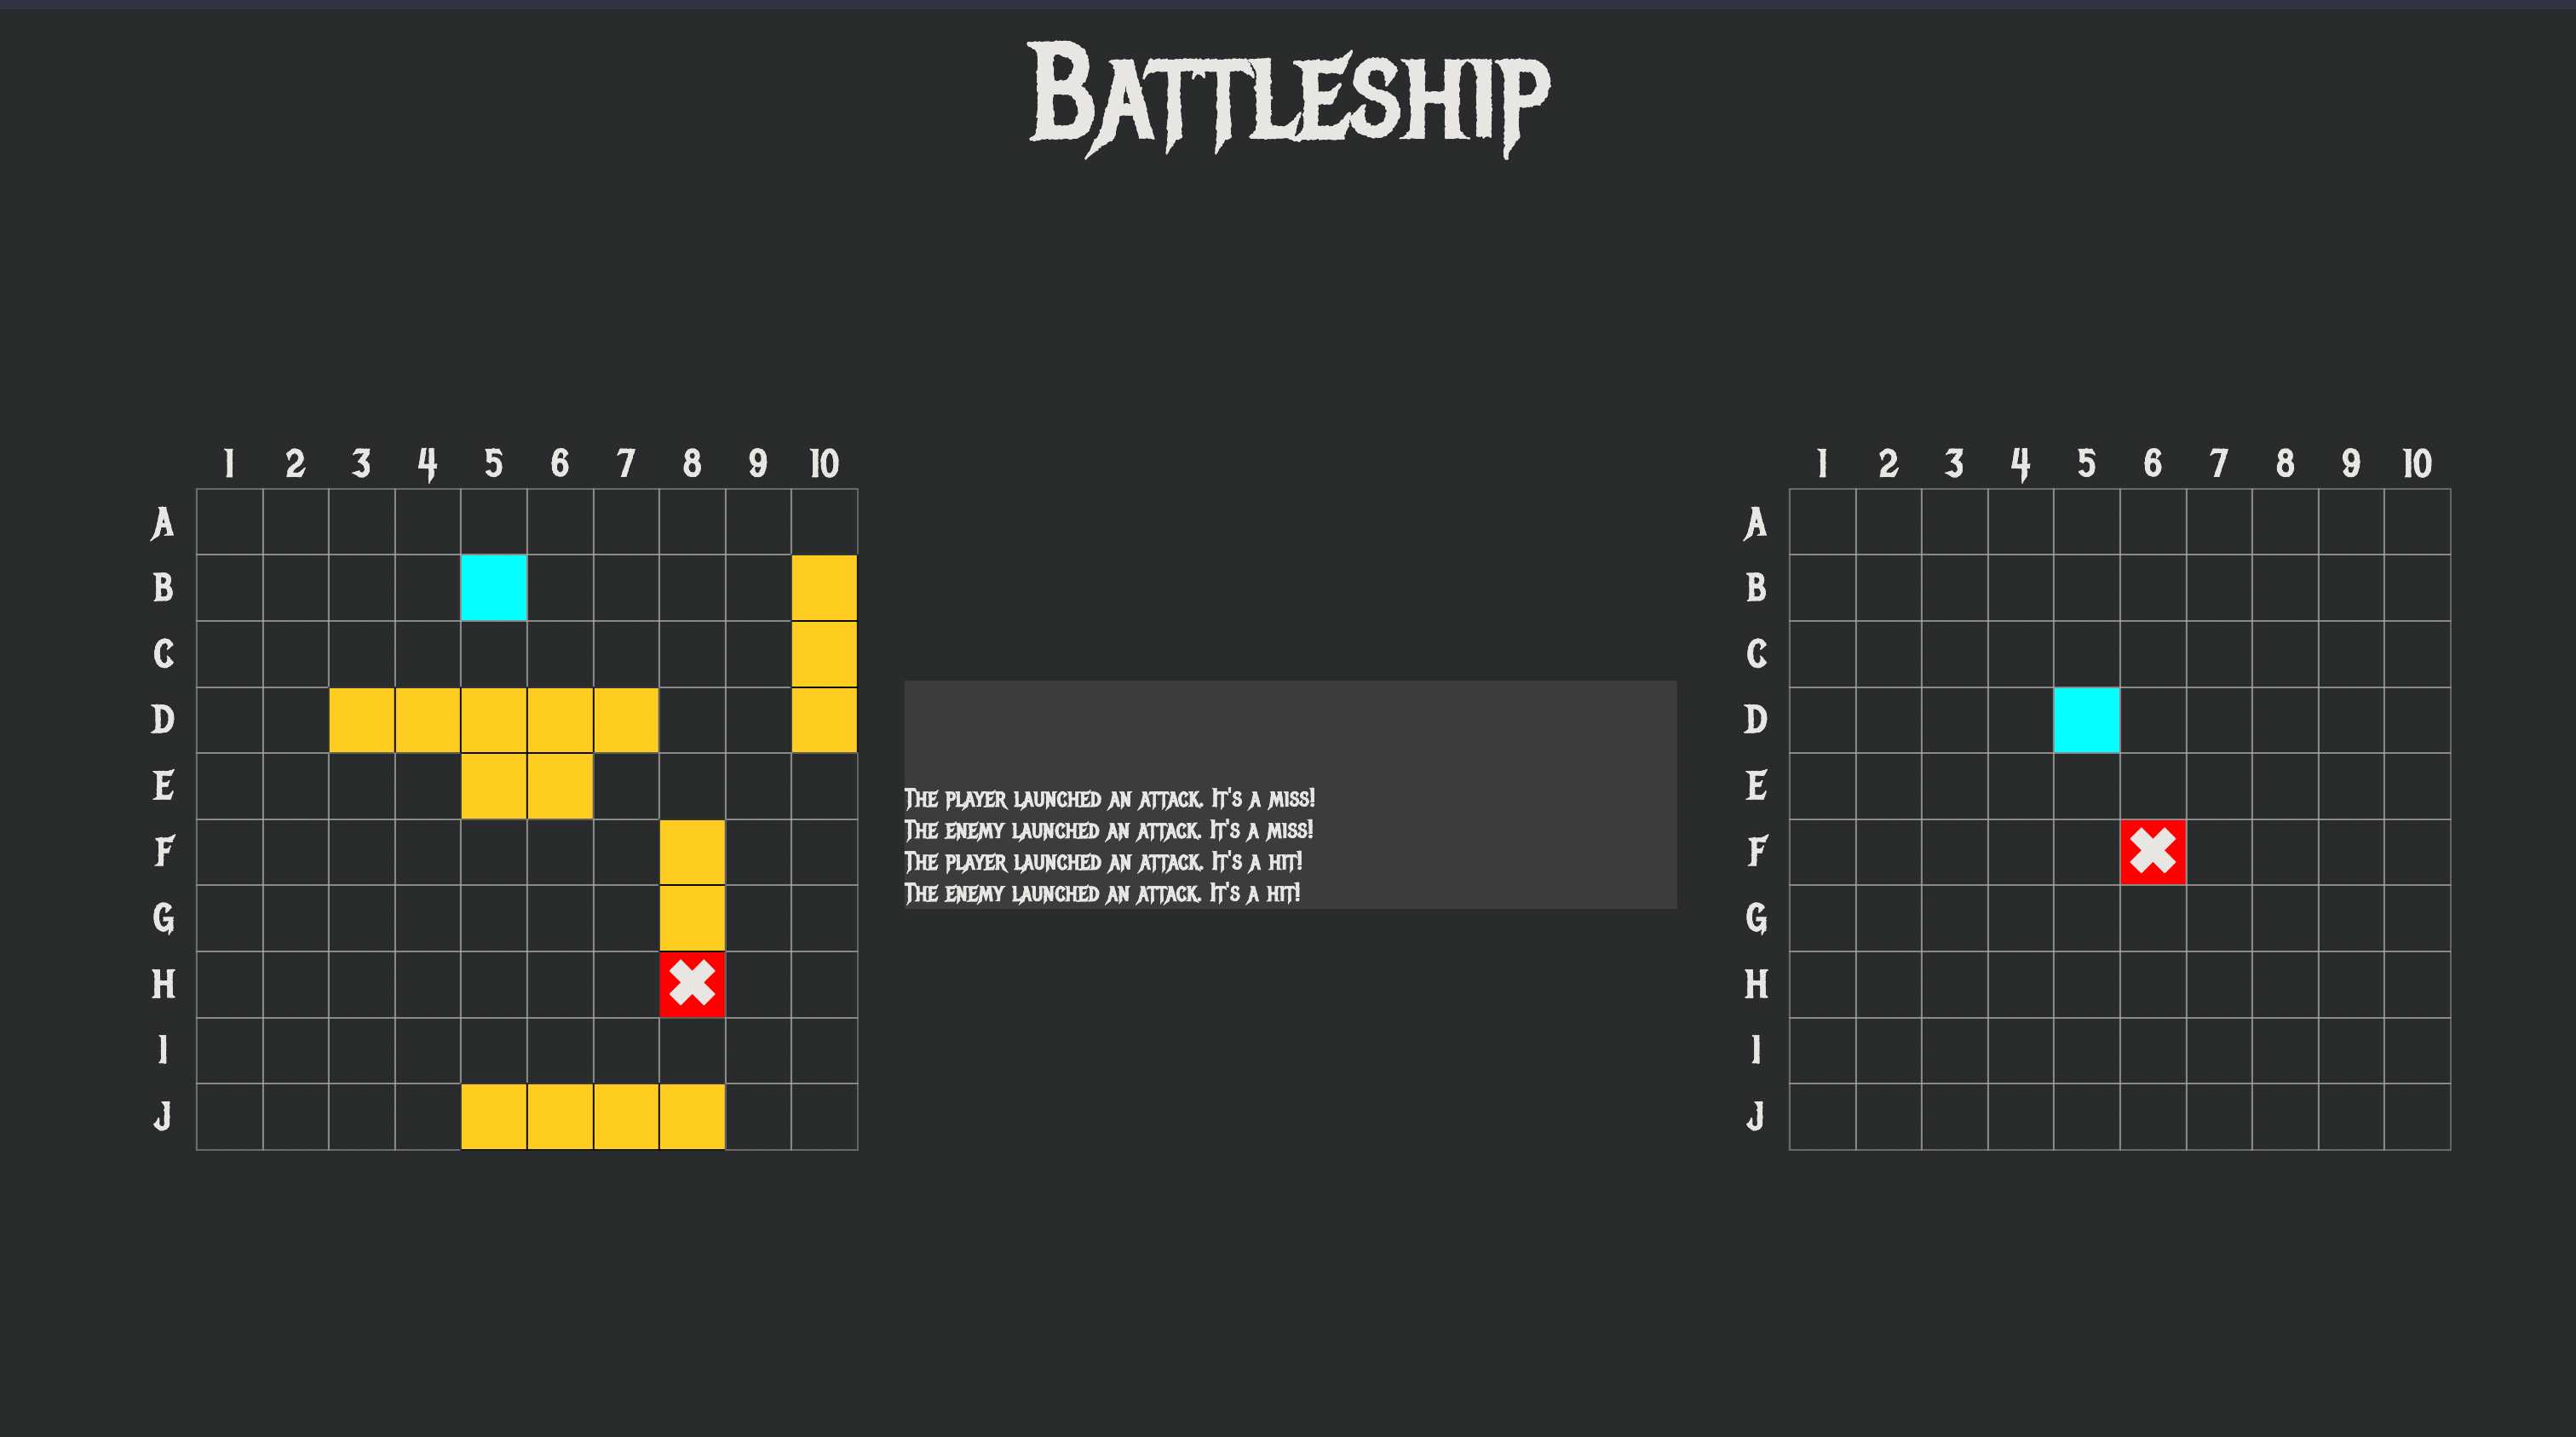 Battleship
1 2 3 4 5 6 7 8 9 10
A
B
C
D
E
F
G
H
I
J
The player launched an attack. It's a miss!
The enemy launched an attack. It's a miss!
The player launched an attack. It's a hit!
The enemy launched an attack. It's a hit!
1 2 3 4 5 6 7 8 9 10
A
B
C
D
E
F
G
H
I
J